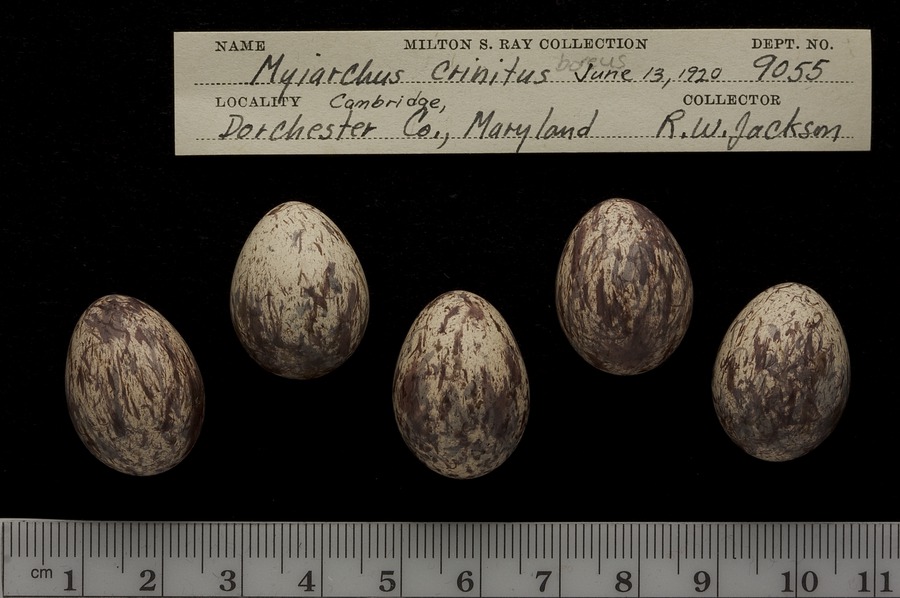 NAME MILTON S. RAY COLLECTION DEPT. NO.
Myiarchus crinitus boreus June 13, 1920 9055
LOCALITY Cambridge, COLLECTOR
Dorchester Co., Maryland R.W. Jackson
cm 1 2 3 4 5 6 7 8 9 10 11